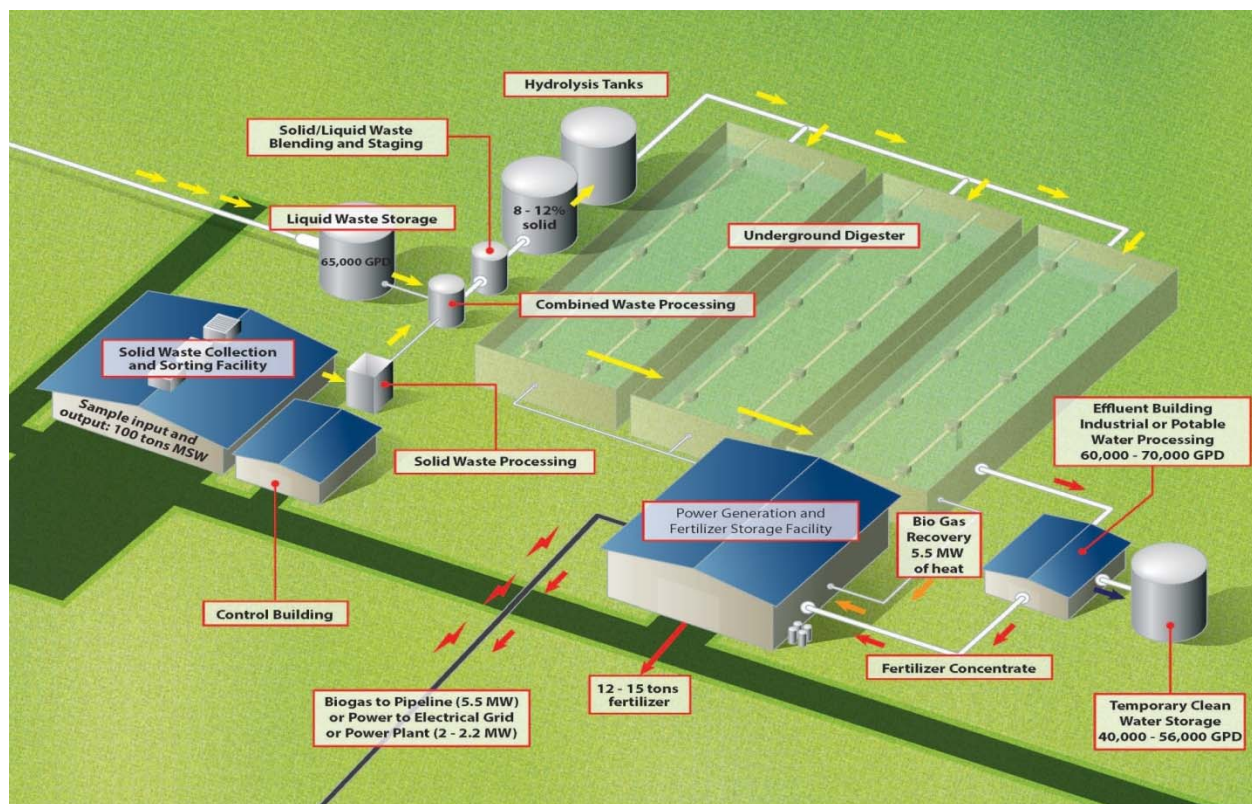 Hydrolysis Tanks
Solid/Liquid Waste
Blending and Staging
Liquid Waste Storage
65,000 GPD
8 - 12%
solid
Underground Digester
Combined Waste Processing
Solid Waste Collection
and Sorting Facility
Sample input and
output: 100 tons MSW
Solid Waste Processing
Control Building
Effluent Building
Industrial or Potable
Water Processing
60,000 - 70,000 GPD
Power Generation and
Fertilizer Storage Facility
Bio Gas
Recovery
5.5 MW
of heat
Fertilizer Concentrate
12 - 15 tons
fertilizer
Biogas to Pipeline (5.5 MW)
or Power to Electrical Grid
or Power Plant (2 - 2.2 MW)
Temporary Clean
Water Storage
40,000 - 56,000 GPD